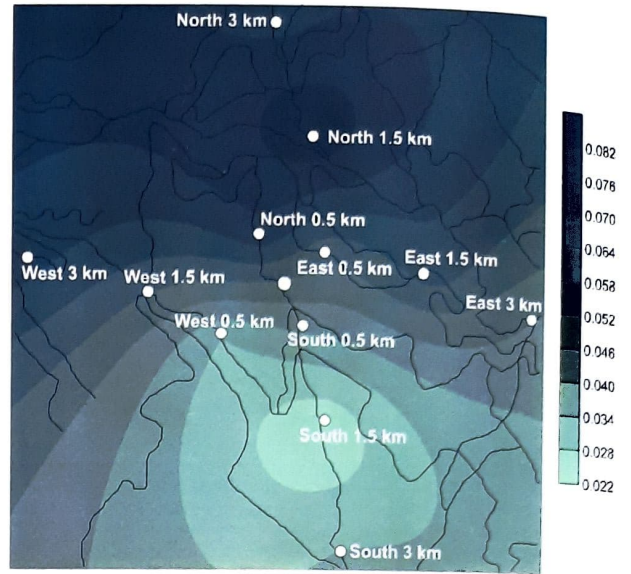 North 3 km
North 1.5 km
North 0.5 km
East 0.5 km
East 1.5 km
West 3 km
West 1.5 km
East 3 km
West 0.5 km
South 0.5 km
South 1.5 km
South 3 km
0.082
0.076
0.070
0.064
0.058
0.052
0.046
0.040
0.034
0.028
0.022